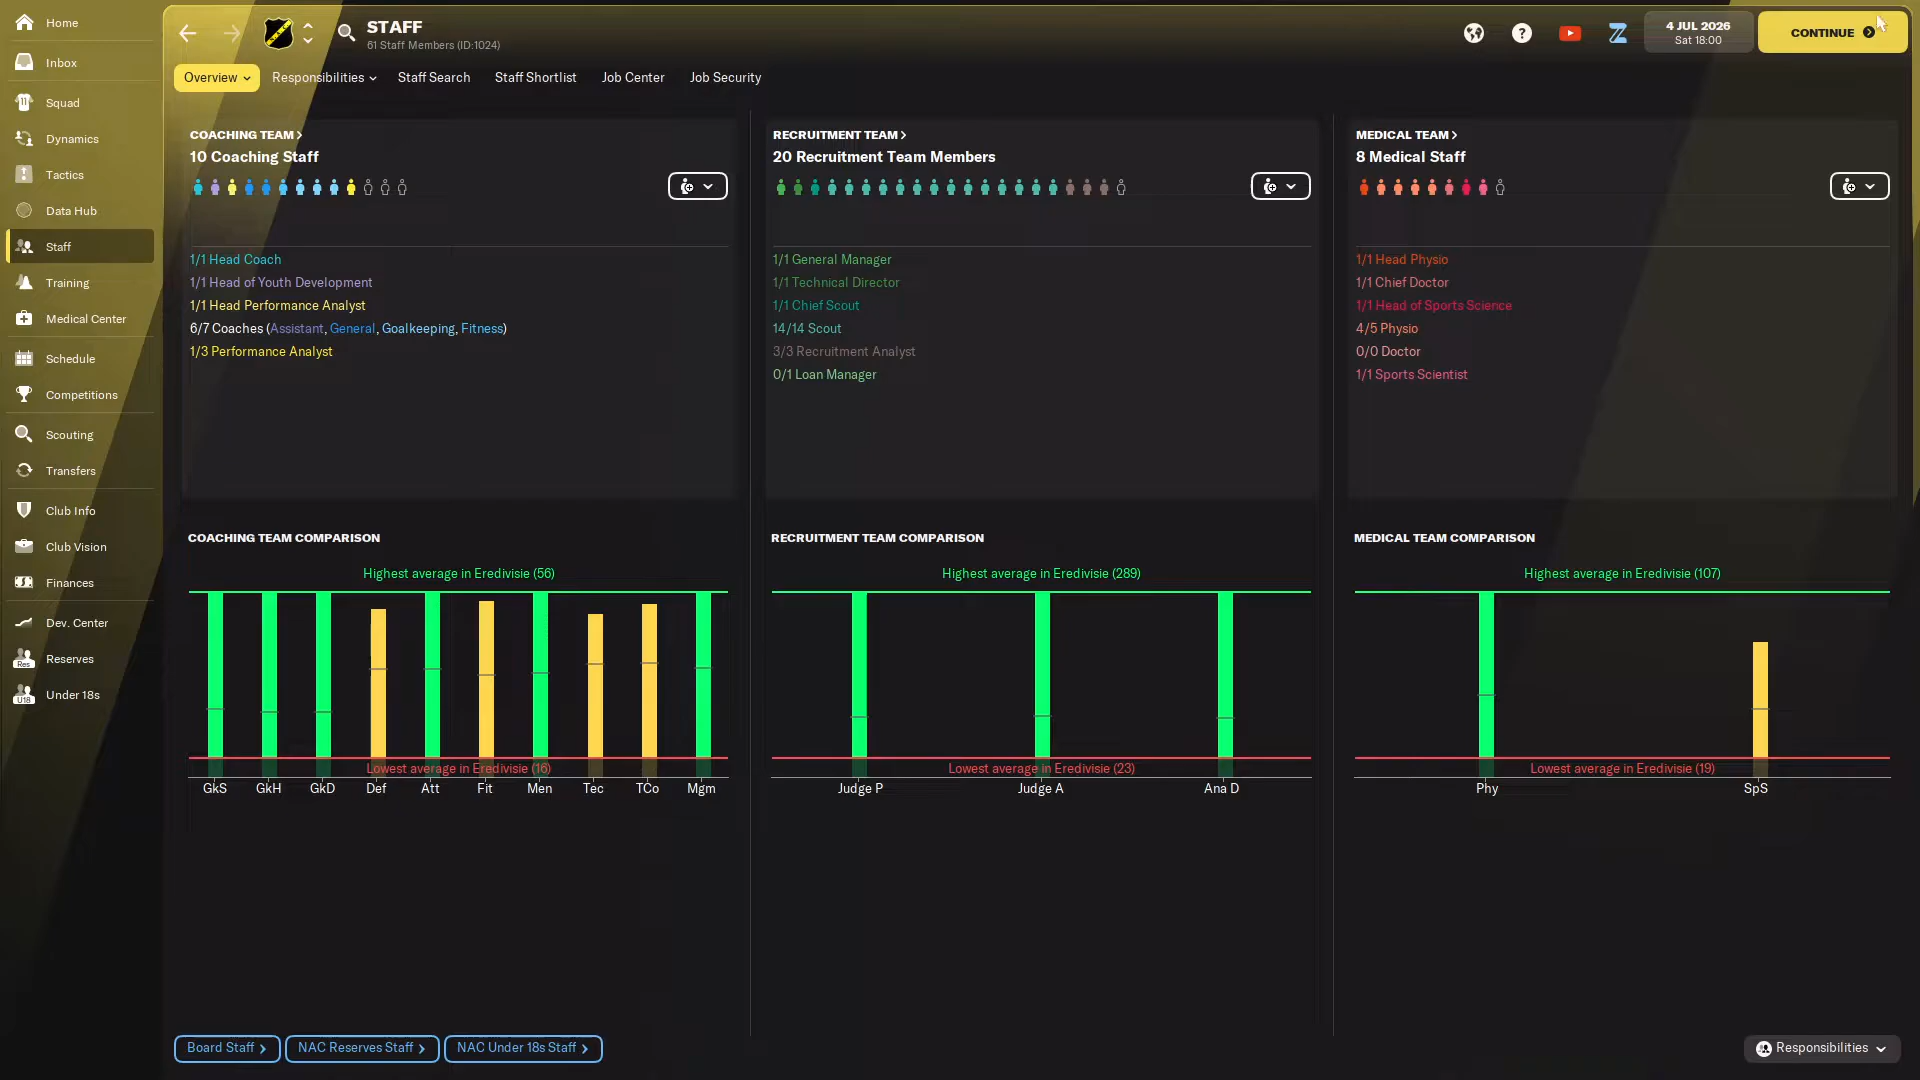 Home
Inbox
Squad
Dynamics
Tactics
Data Hub
Staff
Training
Medical Center
Schedule
Competitions
Scouting
Transfers
Club Info
Club Vision
Finances
Dev. Center
Res
Reserves
U18
Under 18s
STAFF
61 Staff Members (ID:1024)
4 JUL 2026
Sat 18:00
CONTINUE
Overview
Responsibilities
Staff Search
Staff Shortlist
Job Center
Job Security
COACHING TEAM >
10 Coaching Staff
1/1 Head Coach
1/1 Head of Youth Development
1/1 Head Performance Analyst
6/7 Coaches (Assistant, General, Goalkeeping, Fitness)
1/3 Performance Analyst
RECRUITMENT TEAM >
20 Recruitment Team Members
1/1 General Manager
1/1 Technical Director
1/1 Chief Scout
14/14 Scout
3/3 Recruitment Analyst
0/1 Loan Manager
MEDICAL TEAM >
8 Medical Staff
1/1 Head Physio
1/1 Chief Doctor
1/1 Head of Sports Science
4/5 Physio
0/0 Doctor
1/1 Sports Scientist
COACHING TEAM COMPARISON
Highest average in Eredivisie (56)
Lowest average in Eredivisie (16)
GkS GkH GkD Def Att Fit Men Tec TCo Mgm
RECRUITMENT TEAM COMPARISON
Highest average in Eredivisie (289)
Lowest average in Eredivisie (23)
Judge P Judge A Ana D
MEDICAL TEAM COMPARISON
Highest average in Eredivisie (107)
Lowest average in Eredivisie (19)
Phy SpS
Board Staff >
NAC Reserves Staff >
NAC Under 18s Staff >
Responsibilities